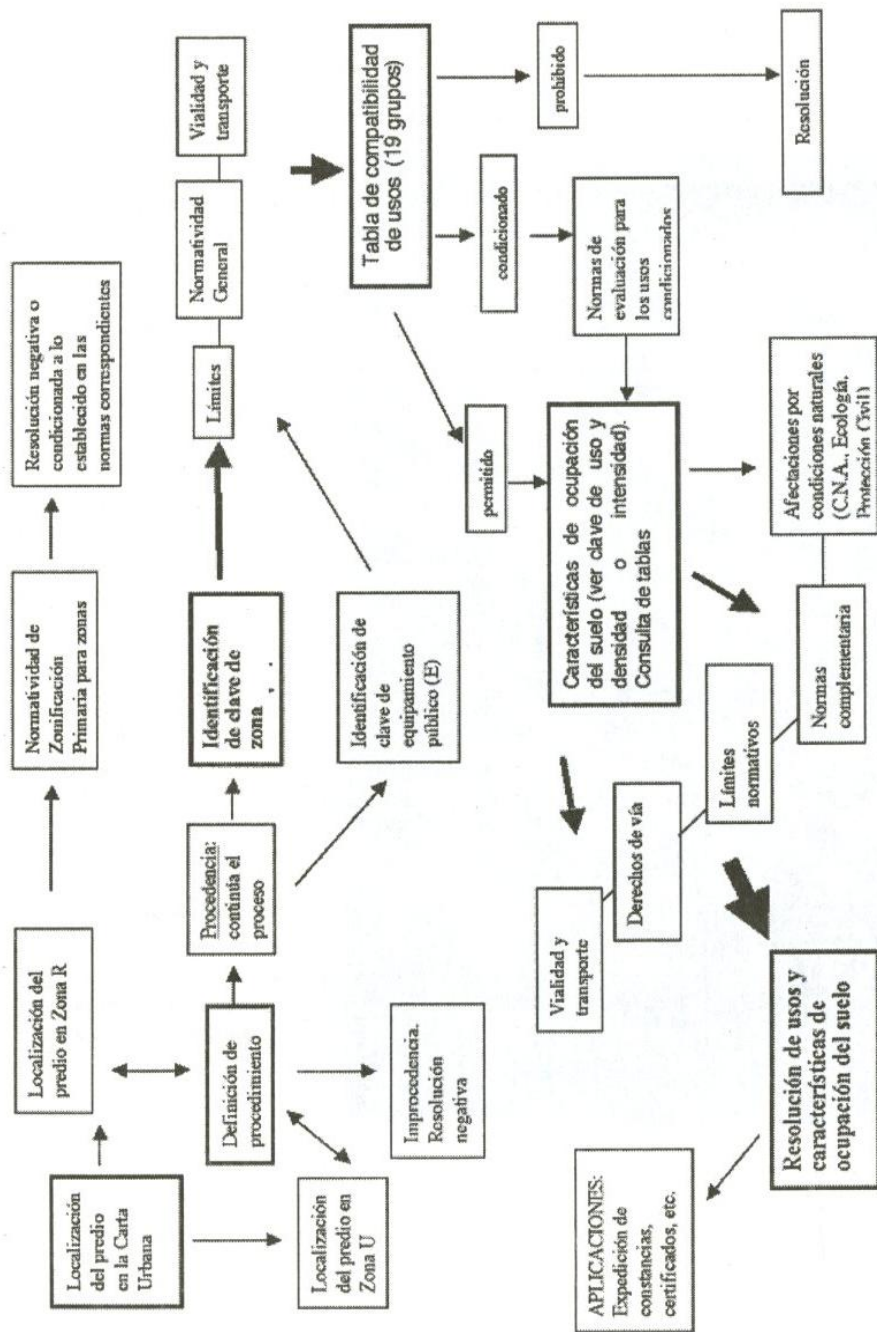 Localización
del predio
en la Carta
Urbana
Localización del
predio en Zona R
Normatividad de
Zonificación
Primaria para zonas
Resolución negativa o
condicionada a lo
establecido en las
normas correspondientes
Localización
del predio en
Zona U
Definición de
procedimiento
Improcedencia.
Resolución
negativa
Procedencia:
continúa el
proceso
Identificación
de clave de
zona
Identificación de
clave de
equipamiento
público (E)
Límites
Normatividad
General
Vialidad y
transporte
Tabla de compatibilidad
de usos (19 grupos)
permitido
condicionado
prohibido
Normas de
evaluación para
los usos
condicionados
Resolución
Características de ocupación
del suelo (ver clave de uso y
densidad o intensidad).
Consulta de tablas
Vialidad y
transporte
Derechos de vía
Límites
normativos
Normas
complementaria
Afectaciones por
condiciones naturales
(C.N.A., Ecología,
Protección Civil)
Resolución de usos y
características de
ocupación del suelo
APLICACIONES:
Expedición de
constancias,
certificados, etc.